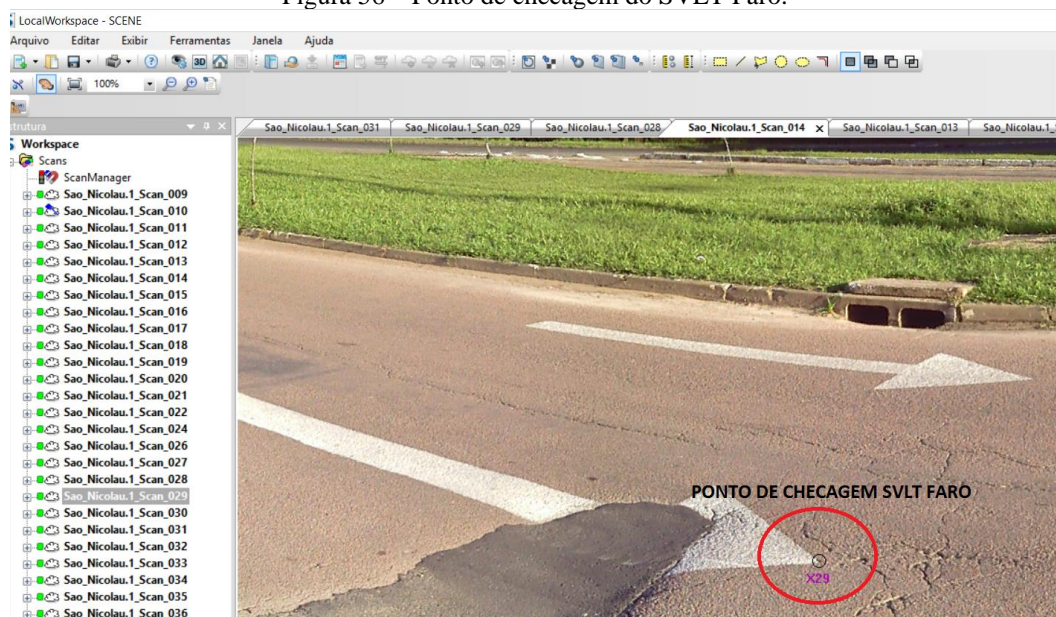 Figura 36 – Ponto de checagem do SVLT Faro.
LocalWorkspace - SCENE
Arquivo Editar Exibir Ferramentas Janela Ajuda
100%
Sao_Nicolau.1_Scan_031 Sao_Nicolau.1_Scan_029 Sao_Nicolau.1_Scan_028 Sao_Nicolau.1_Scan_014 x Sao_Nicolau.1_Scan_013 Sao_Nicolau.1_
Workspace
Scans
ScanManager
Sao_Nicolau.1_Scan_009
Sao_Nicolau.1_Scan_010
Sao_Nicolau.1_Scan_011
Sao_Nicolau.1_Scan_012
Sao_Nicolau.1_Scan_013
Sao_Nicolau.1_Scan_014
Sao_Nicolau.1_Scan_015
Sao_Nicolau.1_Scan_016
Sao_Nicolau.1_Scan_017
Sao_Nicolau.1_Scan_018
Sao_Nicolau.1_Scan_019
Sao_Nicolau.1_Scan_020
Sao_Nicolau.1_Scan_021
Sao_Nicolau.1_Scan_022
Sao_Nicolau.1_Scan_024
Sao_Nicolau.1_Scan_026
Sao_Nicolau.1_Scan_027
Sao_Nicolau.1_Scan_028
Sao_Nicolau.1_Scan_029
Sao_Nicolau.1_Scan_030
Sao_Nicolau.1_Scan_031
Sao_Nicolau.1_Scan_032
Sao_Nicolau.1_Scan_033
Sao_Nicolau.1_Scan_034
Sao_Nicolau.1_Scan_035
Sao_Nicolau.1_Scan_036
PONTO DE CHECAGEM SVLT FARO
X29